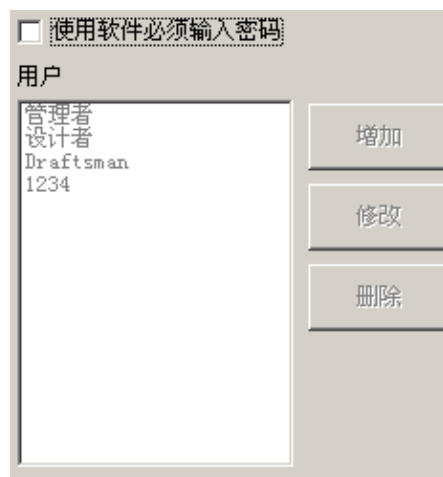 使用软件必须输入密码
用户
管理者
设计者
Draftsman
1234
增加
修改
删除